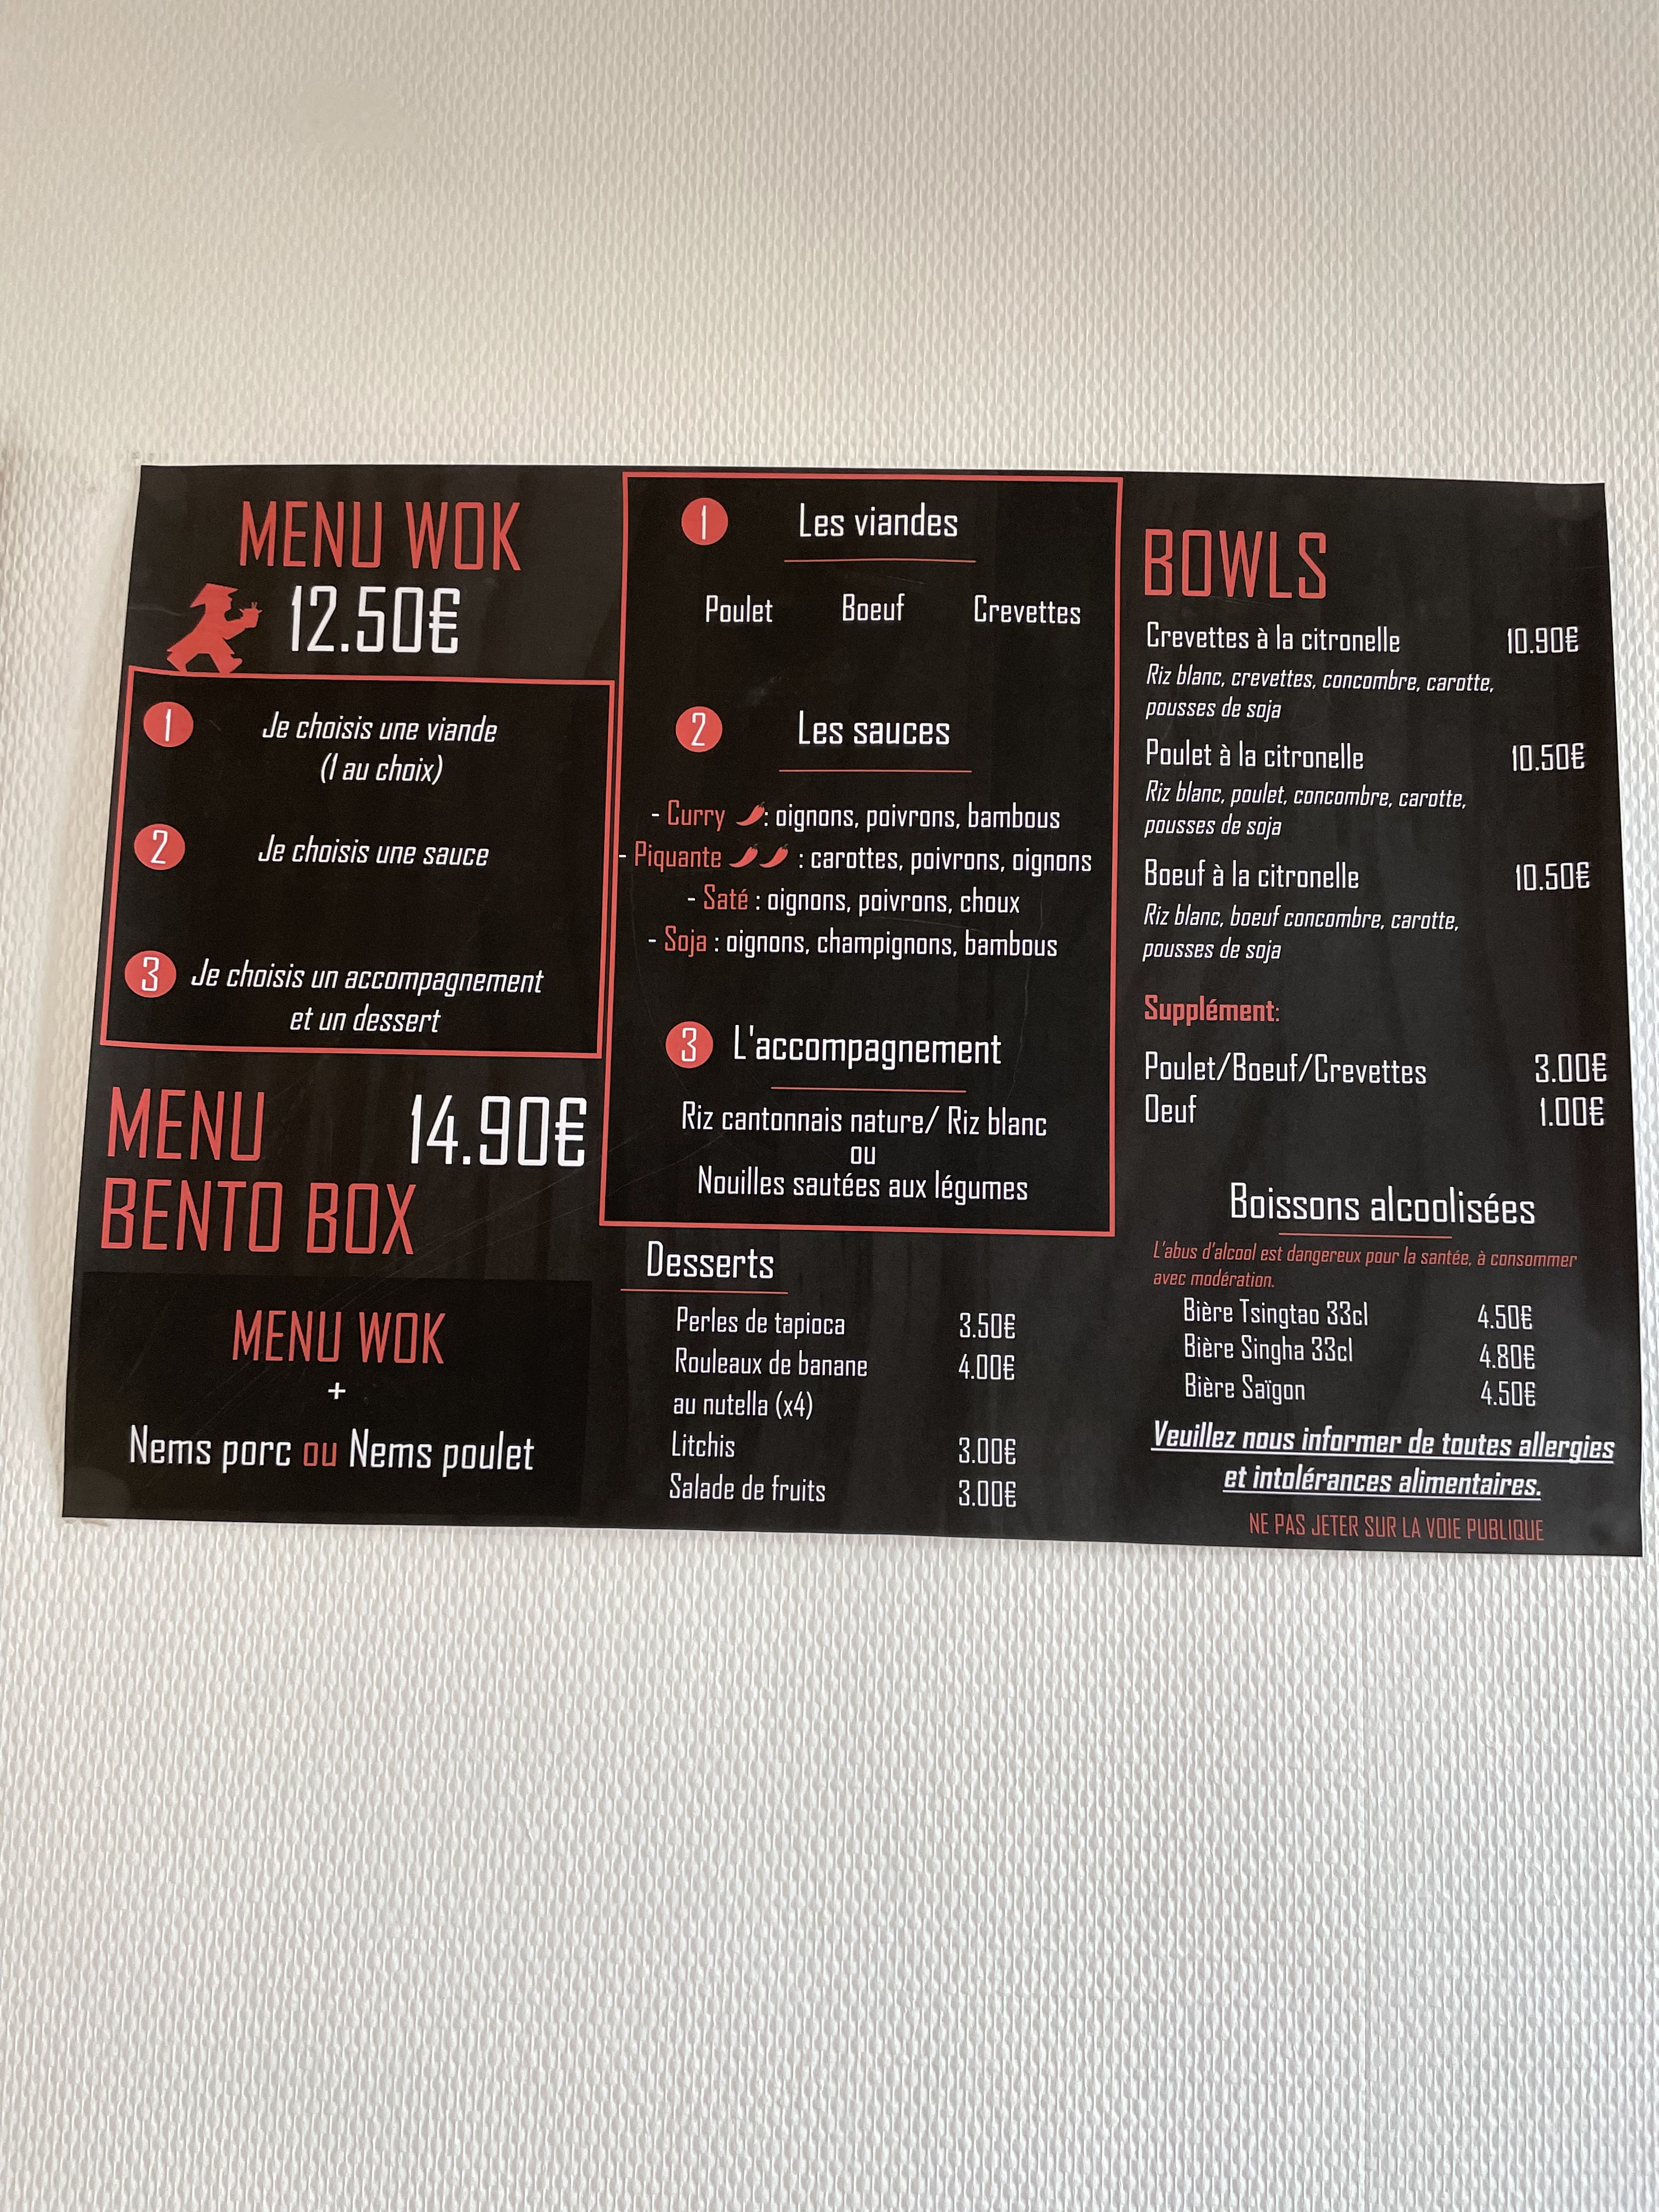 MENU WOK
12.50€
1 Je choisis une viande
(1 au choix)
2 Je choisis une sauce
3 Je choisis un accompagnement
et un dessert
MENU 14.90€
BENTO BOX
MENU WOK
+
Nems porc ou Nems poulet
1 Les viandes
Poulet Boeuf Crevettes
2 Les sauces
- Curry : oignons, poivrons, bambous
- Piquante : carottes, poivrons, oignons
- Saté : oignons, poivrons, choux
- Soja : oignons, champignons, bambous
3 L'accompagnement
Riz cantonnais nature/ Riz blanc
ou
Nouilles sautées aux légumes
Desserts
Perles de tapioca 3.50€
Rouleaux de banane 4.00€
au nutella (x4)
Litchis 3.00€
Salade de fruits 3.00€
BOWLS
Crevettes à la citronelle 10.90€
Riz blanc, crevettes, concombre, carotte,
pousses de soja
Poulet à la citronelle 10.50€
Riz blanc, poulet, concombre, carotte,
pousses de soja
Boeuf à la citronelle 10.50€
Riz blanc, boeuf concombre, carotte,
pousses de soja
Supplément:
Poulet/Boeuf/Crevettes 3.00€
Oeuf 1.00€
Boissons alcoolisées
L'abus d'alcool est dangereux pour la santée, à consommer
avec modération.
Bière Tsingtao 33cl 4.50€
Bière Singha 33cl 4.80€
Bière Saïgon 4.50€
Veuillez nous informer de toutes allergies
et intolérances alimentaires.
NE PAS JETER SUR LA VOIE PUBLIQUE